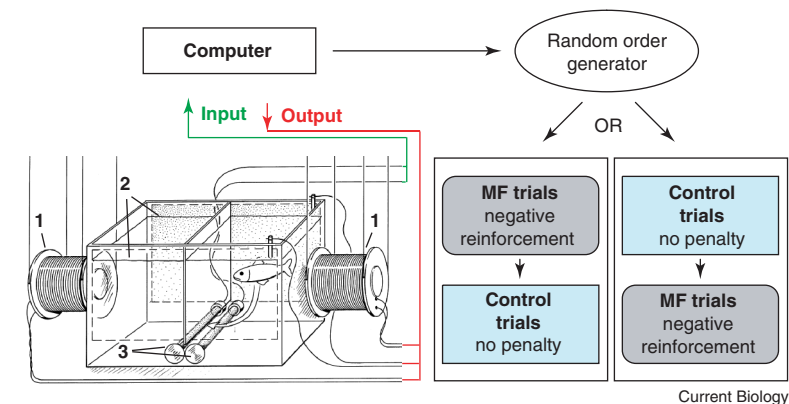 Computer
Random order
generator
Input
Output
OR
1
2
1
3
MF trials
negative
reinforcement
Control
trials
no penalty
Control
trials
no penalty
MF trials
negative
reinforcement
Current Biology